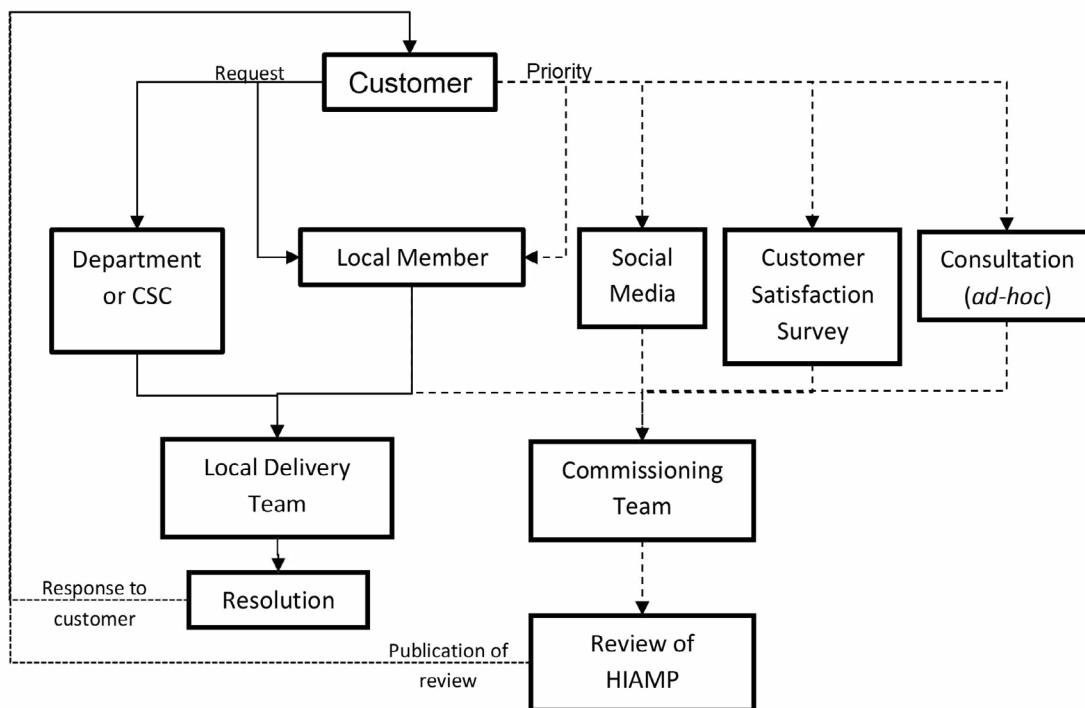 Request
Customer
Priority
Department
or CSC
Local Member
Social
Media
Customer
Satisfaction
Survey
Consultation
(ad-hoc)
Local Delivery
Team
Commissioning
Team
Response to
customer
Resolution
Publication of
review
Review of
HIAMP